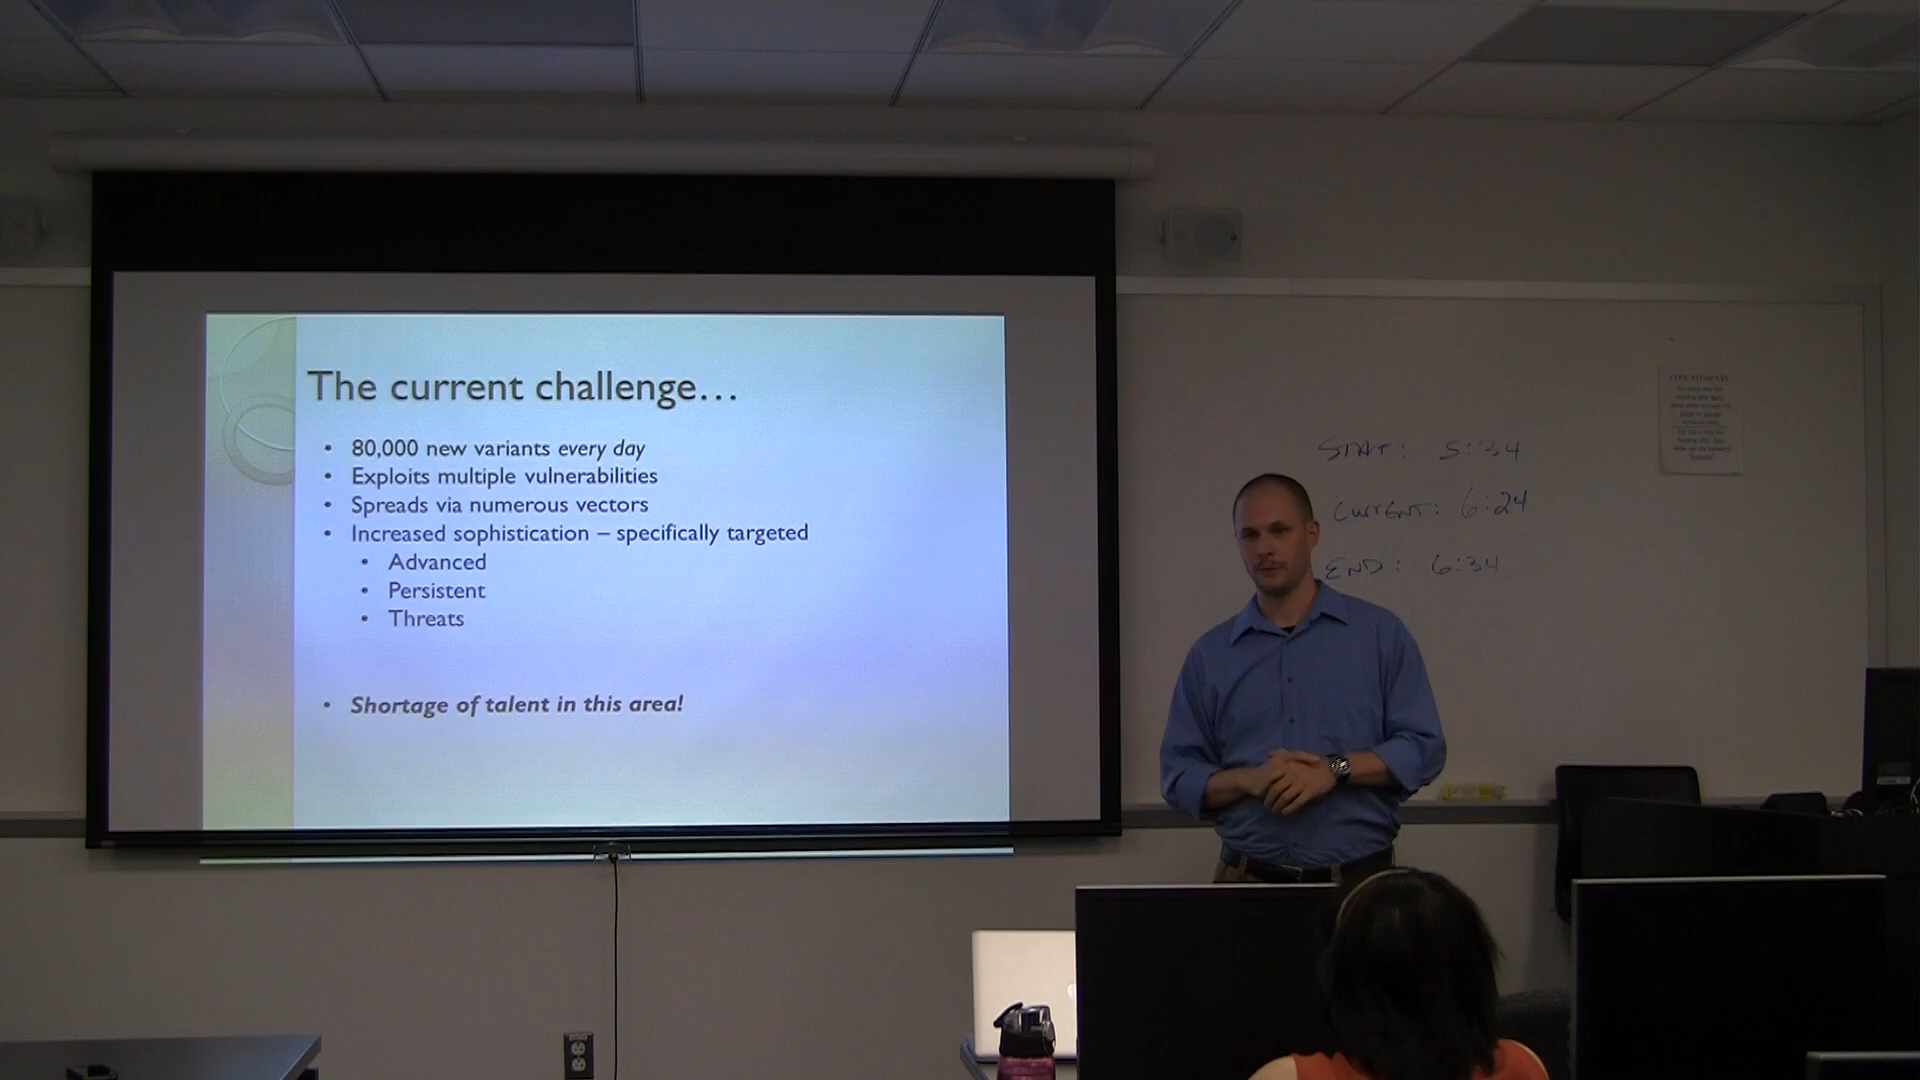 The current challenge...
• 80,000 new variants every day
• Exploits multiple vulnerabilities
• Spreads via numerous vectors
• Increased sophistication – specifically targeted
• Advanced
• Persistent
• Threats
• Shortage of talent in this area!
START: 5:34
CURRENT: 6:24
END: 6:34